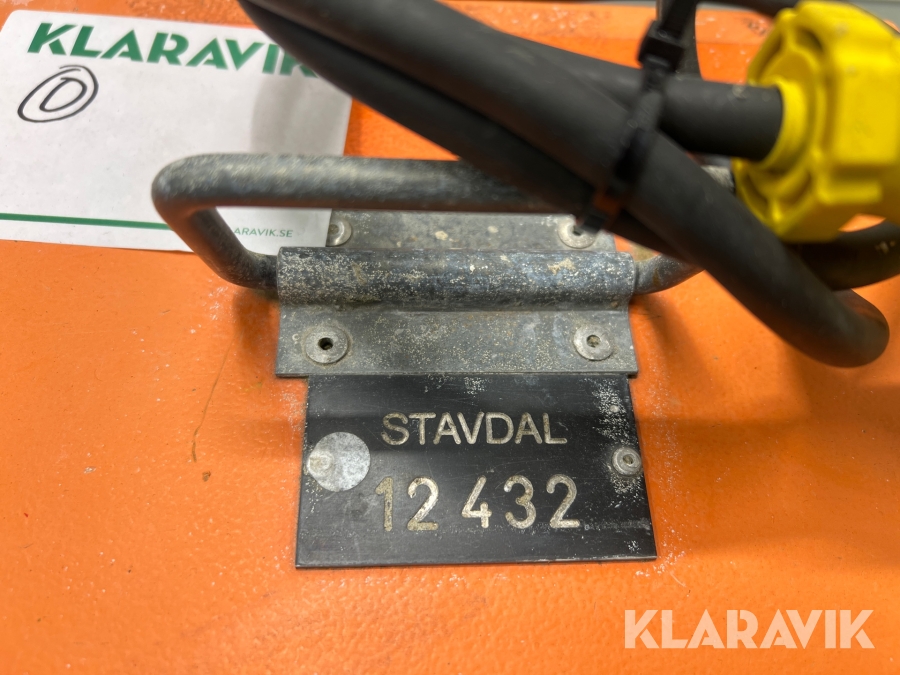 KLARAVIK
0
ARAVIK.SE
STAVDAL
12 432
KLARAVIK